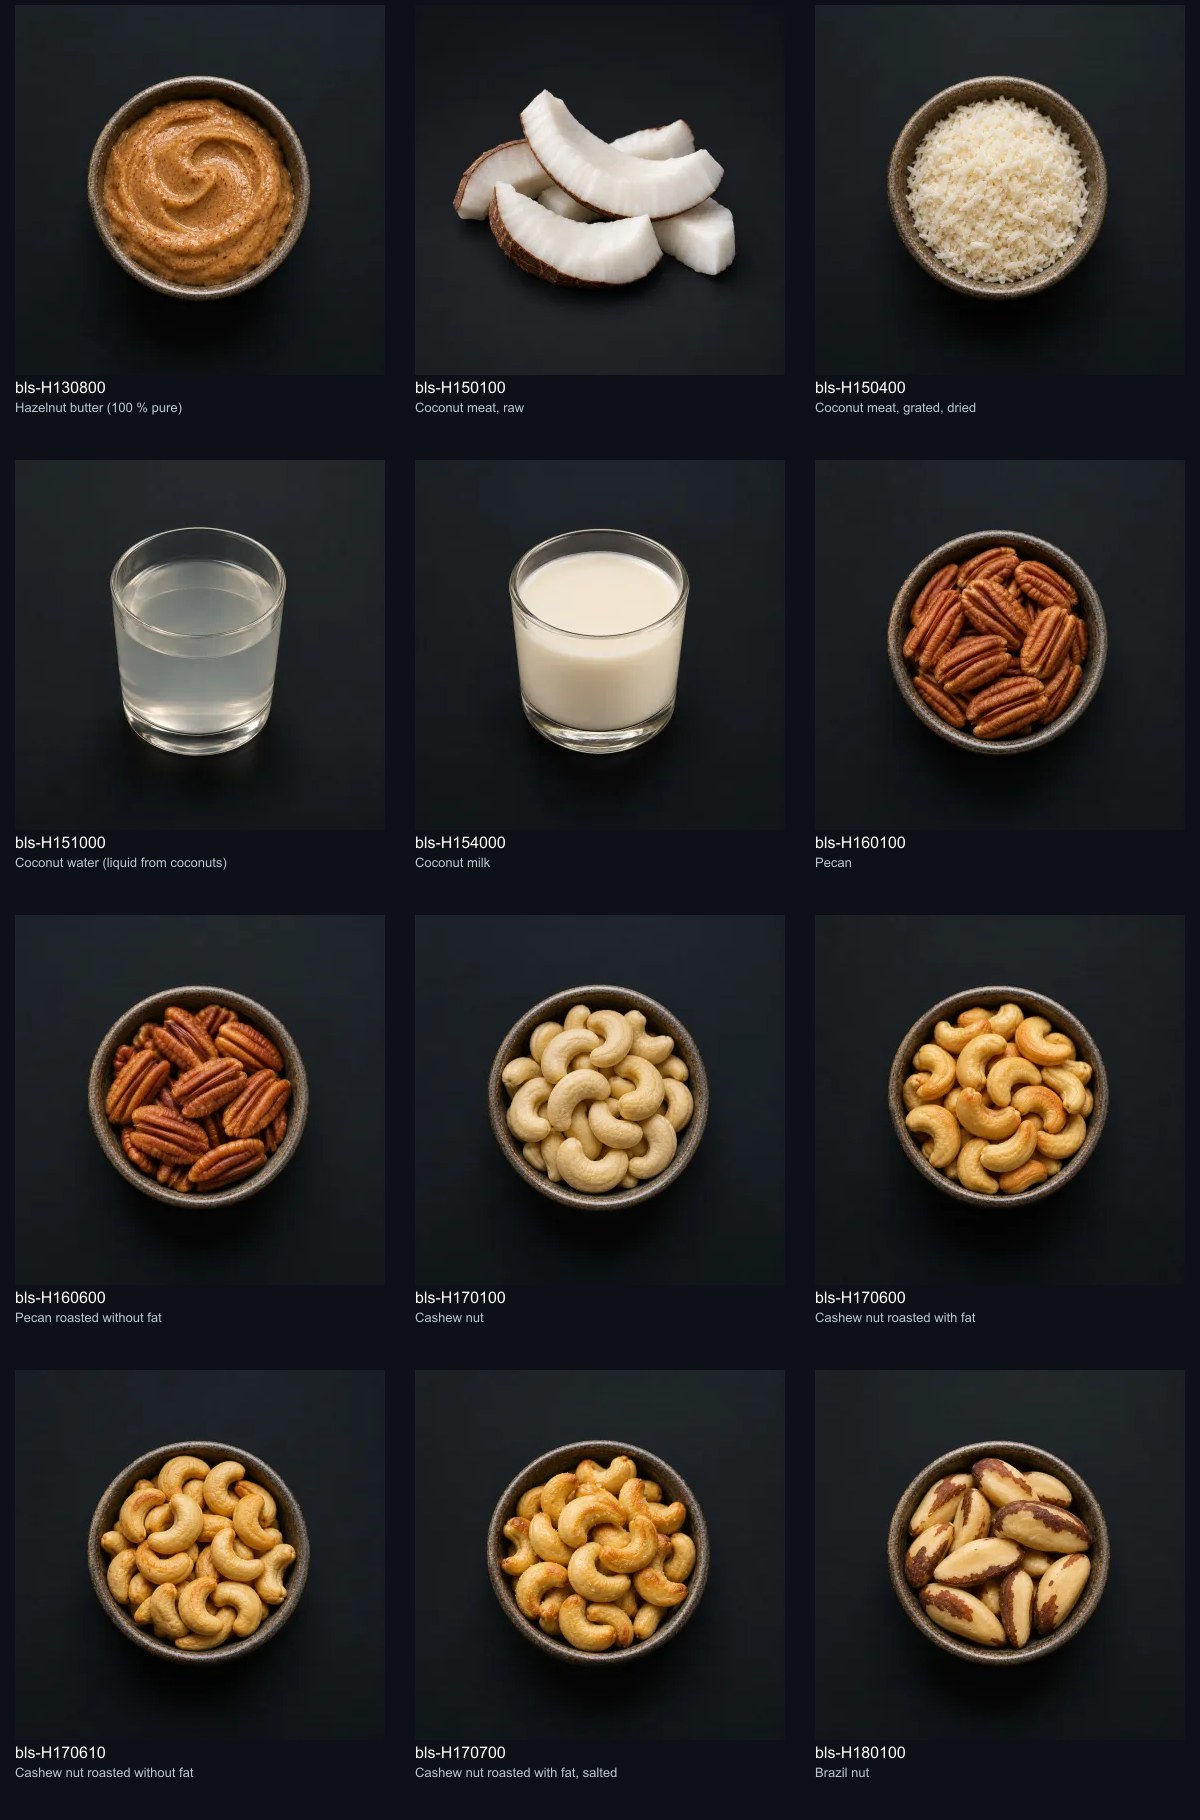 bls-H130800
Hazelnut butter (100 % pure)
bls-H150100
Coconut meat, raw
bls-H150400
Coconut meat, grated, dried
bls-H151000
Coconut water (liquid from coconuts)
bls-H154000
Coconut milk
bls-H160100
Pecan
bls-H160600
Pecan roasted without fat
bls-H170100
Cashew nut
bls-H170600
Cashew nut roasted with fat
bls-H170610
Cashew nut roasted without fat
bls-H170700
Cashew nut roasted with fat, salted
bls-H180100
Brazil nut